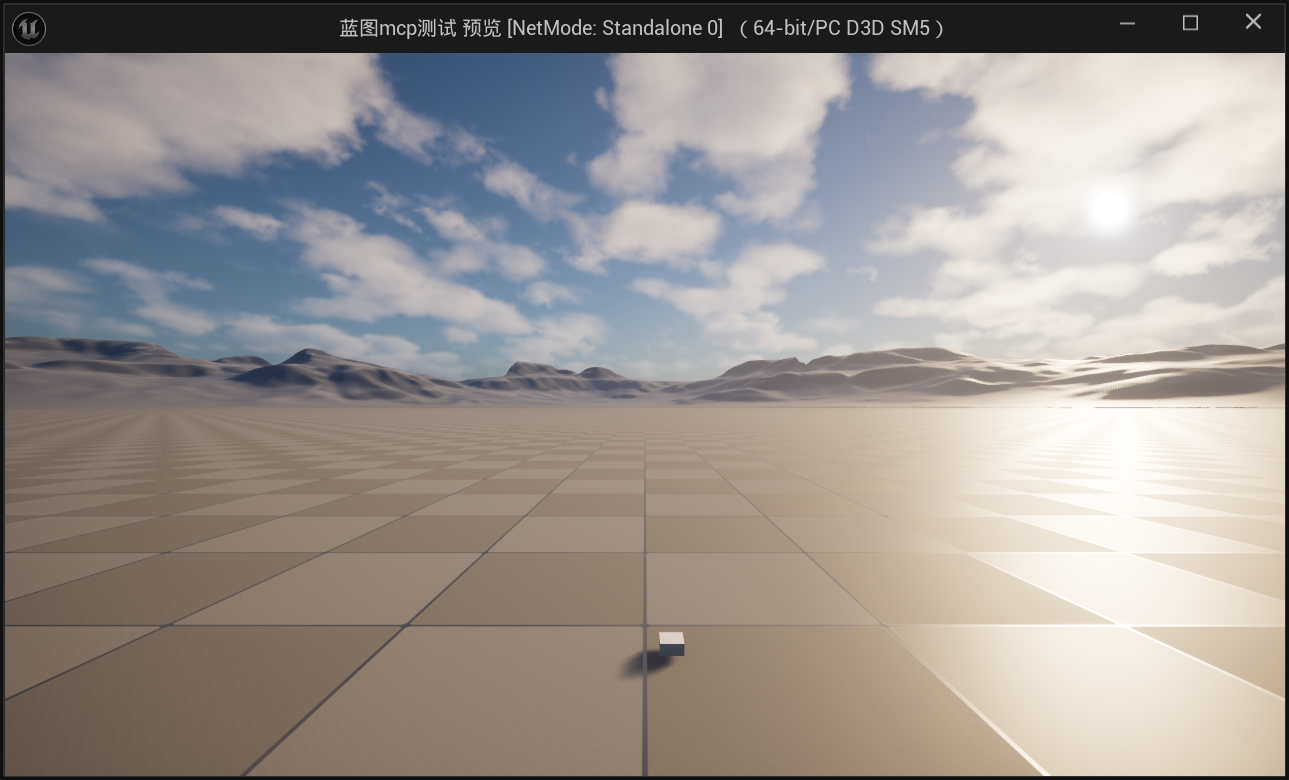 蓝图mcp测试 预览 [NetMode: Standalone 0] （ 64-bit/PC D3D SM5 ）